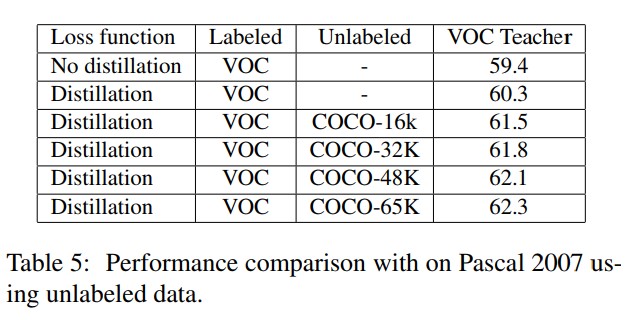 Loss function Labeled Unlabeled VOC Teacher
No distillation VOC - 59.4
Distillation VOC - 60.3
Distillation VOC COCO-16k 61.5
Distillation VOC COCO-32K 61.8
Distillation VOC COCO-48K 62.1
Distillation VOC COCO-65K 62.3
Table 5: Performance comparison with on Pascal 2007 us-
ing unlabeled data.